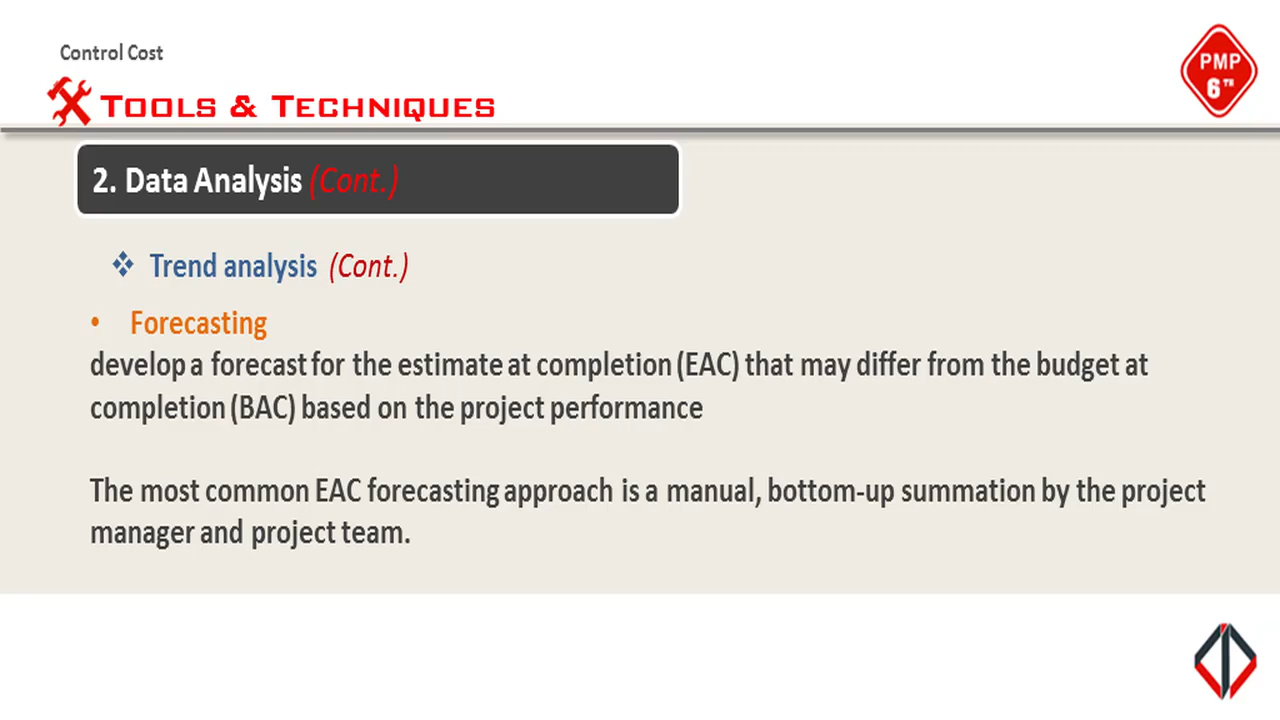 Control Cost
PMP
6TH
TOOLS & TECHNIQUES
2. Data Analysis (Cont.)
❖ Trend analysis (Cont.)
• Forecasting
develop a forecast for the estimate at completion (EAC) that may differ from the budget at
completion (BAC) based on the project performance
The most common EAC forecasting approach is a manual, bottom-up summation by the project
manager and project team.